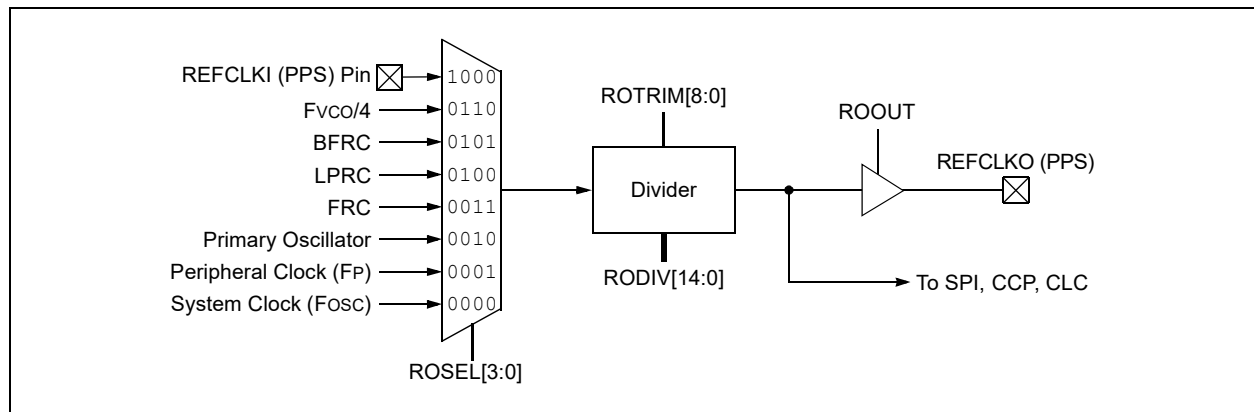 REFCLKI (PPS) Pin
1000
FVCO/4
0110
BFRC
0101
LPRC
0100
FRC
0011
Primary Oscillator
0010
Peripheral Clock (FP)
0001
System Clock (FOSC)
0000
ROSEL[3:0]
ROTRIM[8:0]
Divider
RODIV[14:0]
ROOUT
REFCLKO (PPS)
To SPI, CCP, CLC